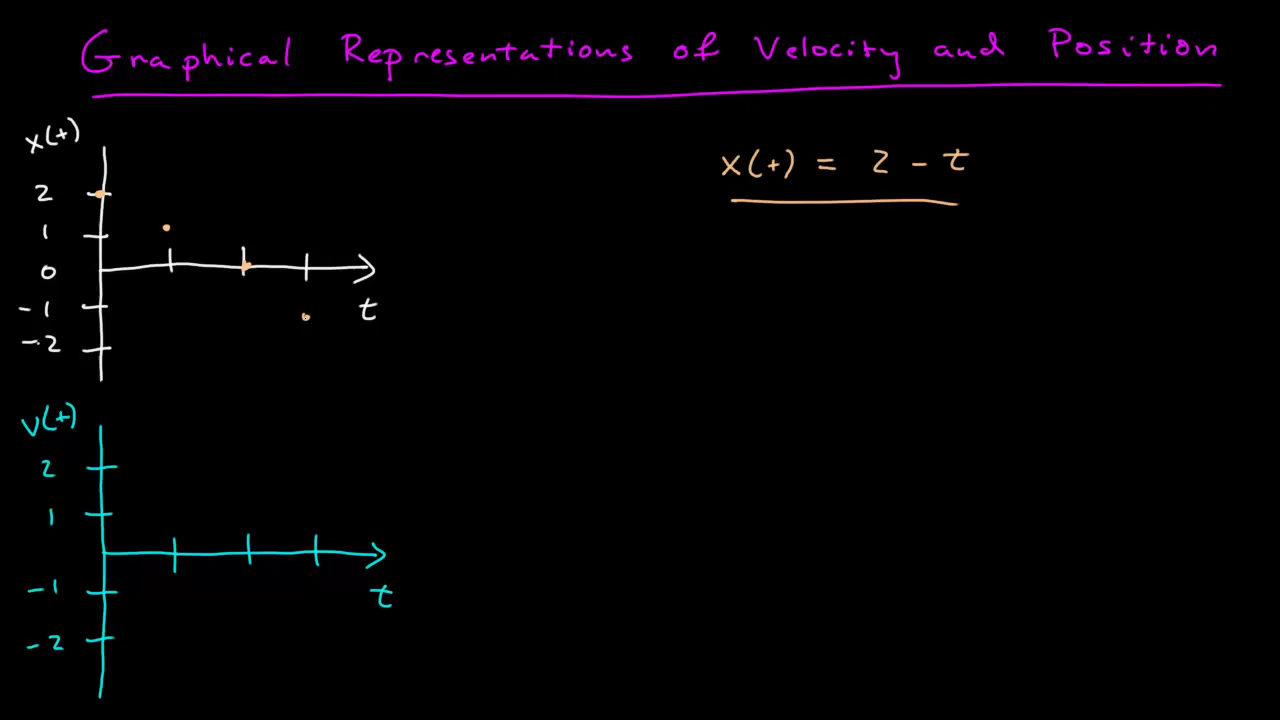 Graphical Representations of Velocity and Position
x(t)
2
1
0
-1
-2
t
x(t) = 2 - t
v(t)
2
1
-1
-2
t